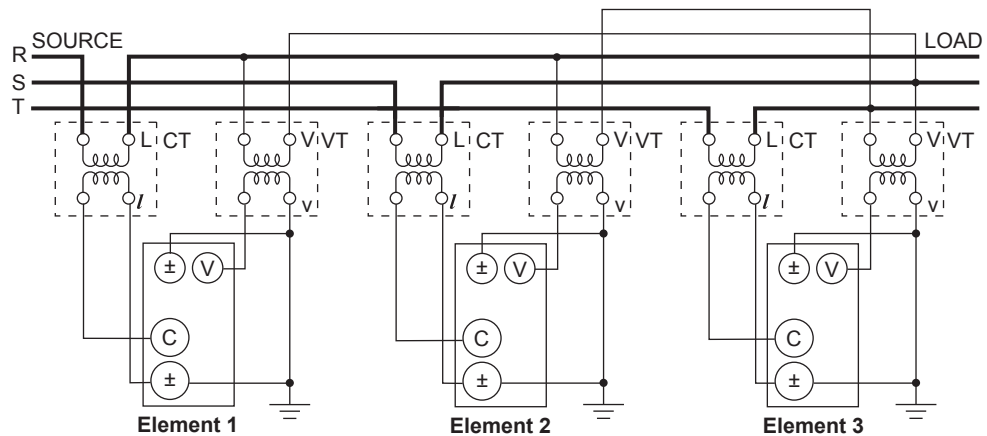 SOURCE LOAD
R
S
T
L CT V VT L CT V VT L CT V VT
l v l v l v
± V ± V ± V
C C C
± ± ±
Element 1 Element 2 Element 3